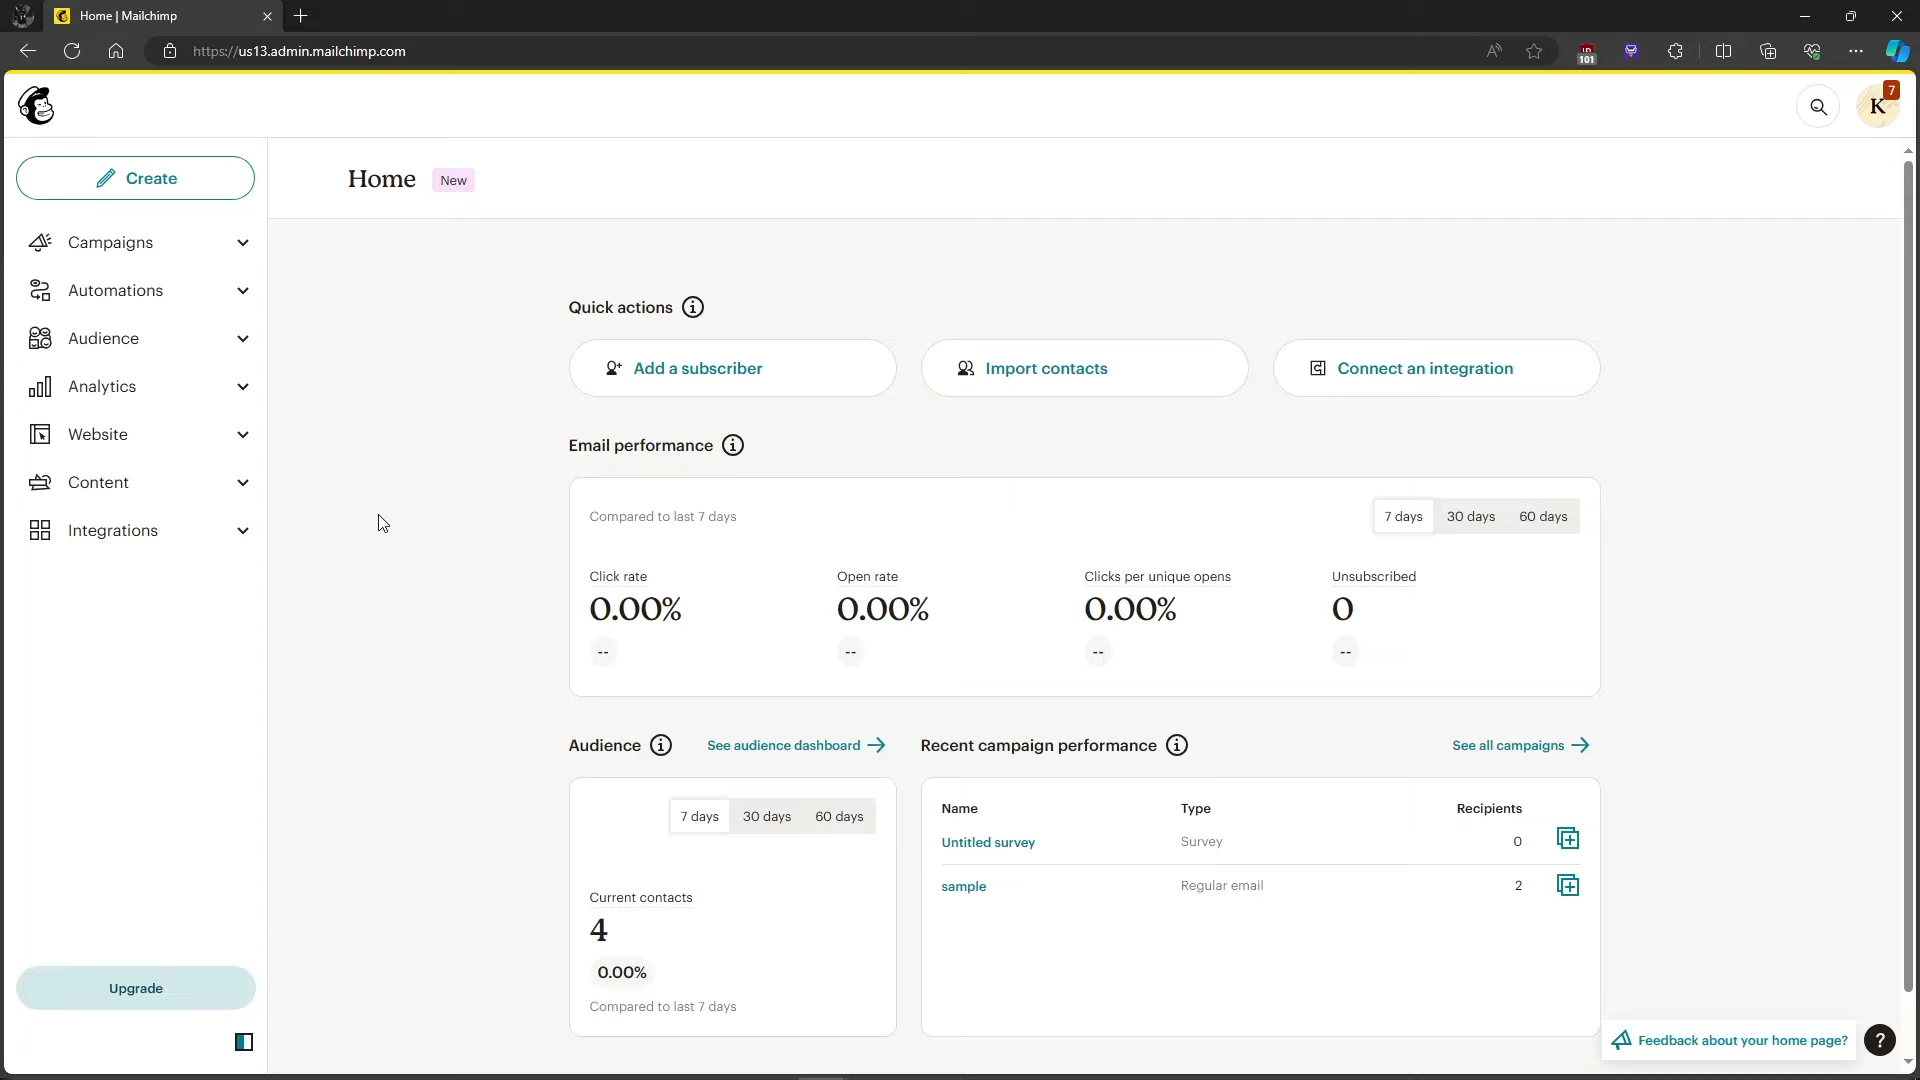 Home | Mailchimp
https://us13.admin.mailchimp.com
101
7
K
Create
Campaigns
Automations
Audience
Analytics
Website
Content
Integrations
Upgrade
Home New
Quick actions
Add a subscriber
Import contacts
Connect an integration
Email performance
Compared to last 7 days
7 days 30 days 60 days
Click rate Open rate Clicks per unique opens Unsubscribed
0.00% 0.00% 0.00% 0
-- -- -- --
Audience
See audience dashboard
7 days 30 days 60 days
Current contacts
4
0.00%
Compared to last 7 days
Recent campaign performance
See all campaigns
Name Type Recipients
Untitled survey Survey 0
sample Regular email 2
Feedback about your home page?
?